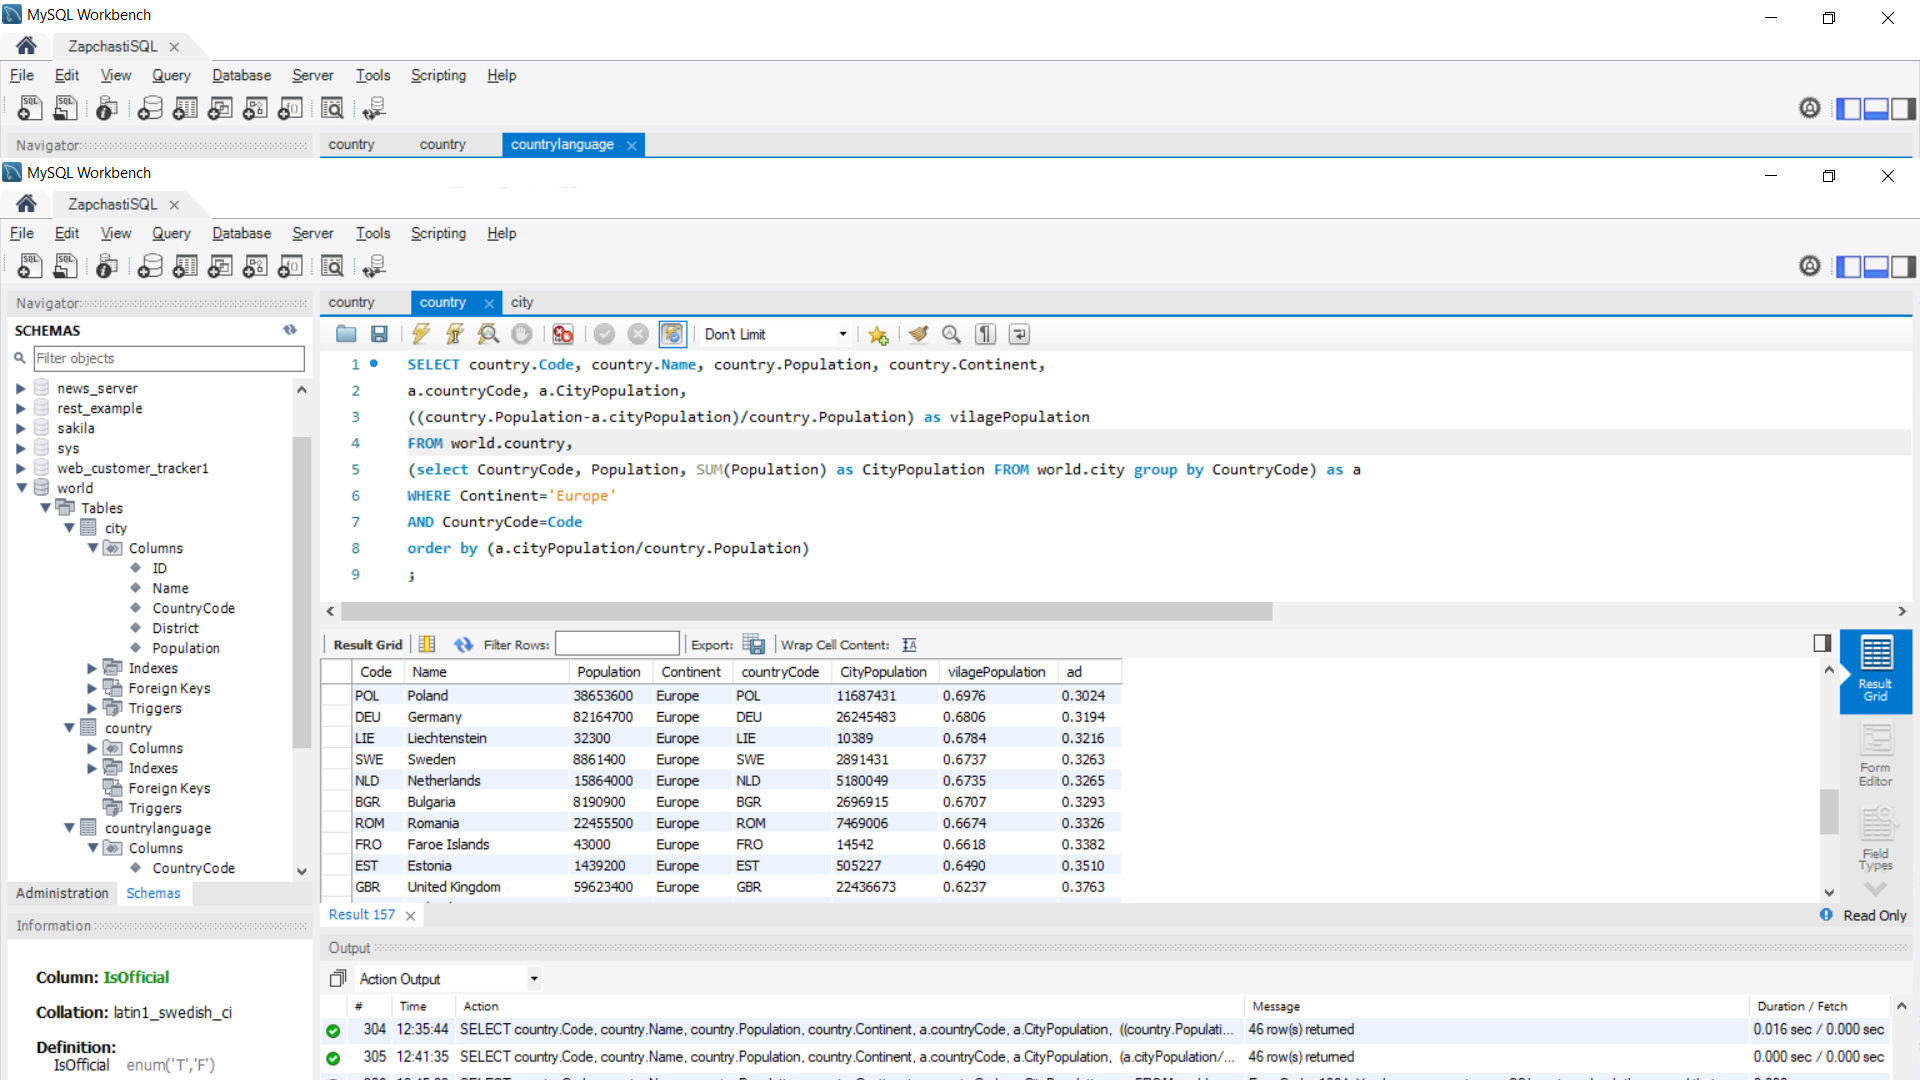 MySQL Workbench
ZapchastiSQL
File Edit View Query Database Server Tools Scripting Help
Navigator
country country countrylanguage
MySQL Workbench
ZapchastiSQL
File Edit View Query Database Server Tools Scripting Help
Navigator
country country city
SCHEMAS
Don't Limit
Filter objects
news_server
rest_example
sakila
sys
web_customer_tracker1
world
Tables
city
Columns
ID
Name
CountryCode
District
Population
Indexes
Foreign Keys
Triggers
country
Columns
Indexes
Foreign Keys
Triggers
countrylanguage
Columns
CountryCode
Administration Schemas
1 SELECT country.Code, country.Name, country.Population, country.Continent,
2 a.countryCode, a.CityPopulation,
3 ((country.Population-a.cityPopulation)/country.Population) as vilagePopulation
4 FROM world.country,
5 (select CountryCode, Population, SUM(Population) as CityPopulation FROM world.city group by CountryCode) as a
6 WHERE Continent='Europe'
7 AND CountryCode=Code
8 order by (a.cityPopulation/country.Population)
9 ;
Result Grid Filter Rows: Export: Wrap Cell Content:
Code Name Population Continent countryCode CityPopulation vilagePopulation ad
POL Poland 38653600 Europe POL 11687431 0.6976 0.3024
DEU Germany 82164700 Europe DEU 26245483 0.6806 0.3194
LIE Liechtenstein 32300 Europe LIE 10389 0.6784 0.3216
SWE Sweden 8861400 Europe SWE 2891431 0.6737 0.3263
NLD Netherlands 15864000 Europe NLD 5180049 0.6735 0.3265
BGR Bulgaria 8190900 Europe BGR 2696915 0.6707 0.3293
ROM Romania 22455500 Europe ROM 7469006 0.6674 0.3326
FRO Faroe Islands 43000 Europe FRO 14542 0.6618 0.3382
EST Estonia 1439200 Europe EST 505227 0.6490 0.3510
GBR United Kingdom 59623400 Europe GBR 22436673 0.6237 0.3763
Result Grid
Form Editor
Field Types
Result 157
Read Only
Information
Column: IsOfficial
Collation: latin1_swedish_ci
Definition:
IsOfficial enum('T','F')
Output
Action Output
# Time Action Message Duration / Fetch
304 12:35:44 SELECT country.Code, country.Name, country.Population, country.Continent, a.countryCode, a.CityPopulation, ((country.Populati... 46 row(s) returned 0.016 sec / 0.000 sec
305 12:41:35 SELECT country.Code, country.Name, country.Population, country.Continent, a.countryCode, a.CityPopulation, (a.cityPopulation/... 46 row(s) returned 0.000 sec / 0.000 sec